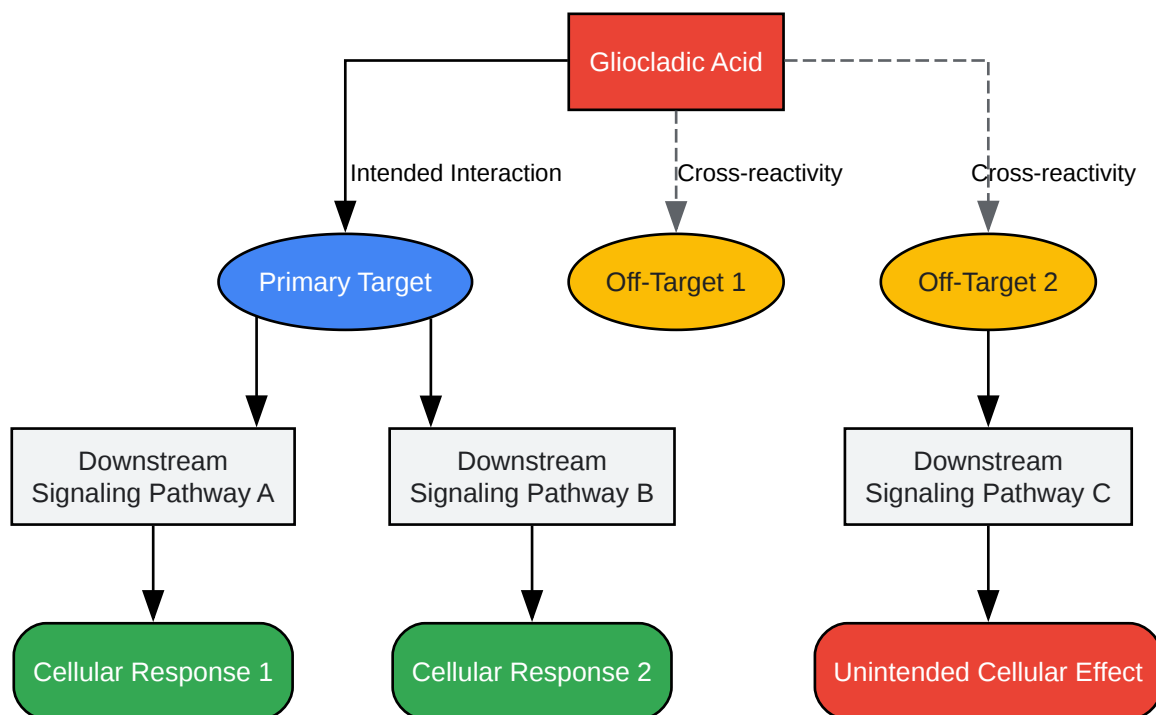 Gliocladic Acid
Intended Interaction
Cross-reactivity
Cross-reactivity
Primary Target
Off-Target 1
Off-Target 2
Downstream
Signaling Pathway A
Downstream
Signaling Pathway B
Downstream
Signaling Pathway C
Cellular Response 1
Cellular Response 2
Unintended Cellular Effect